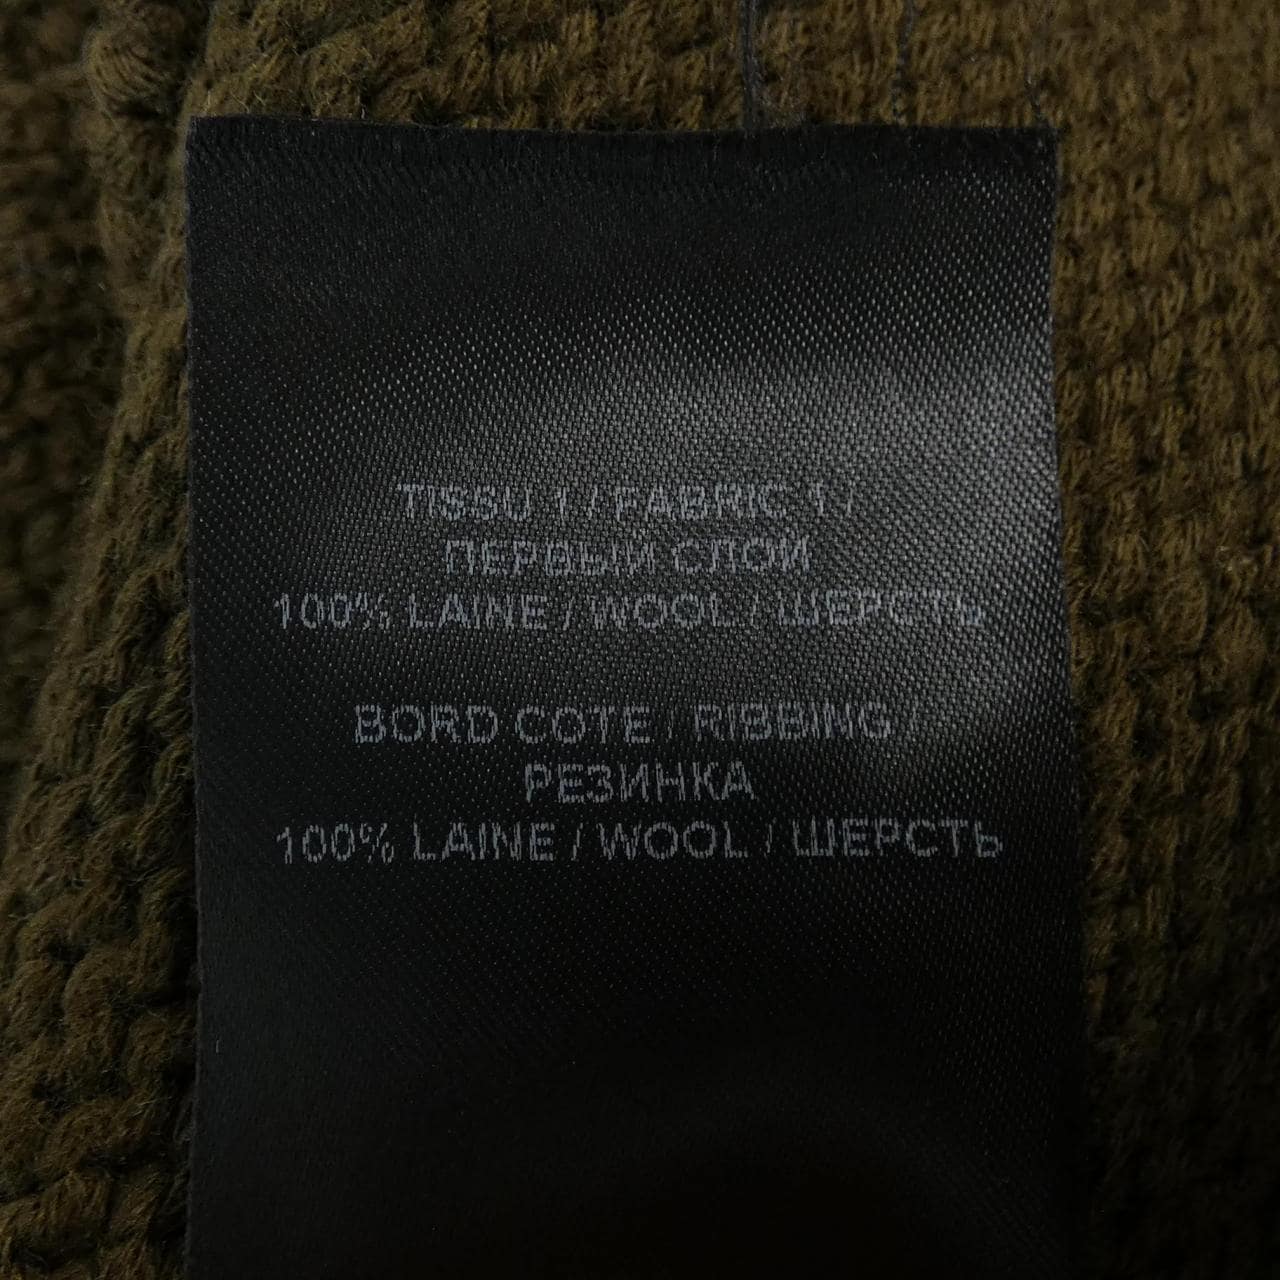 TISSU 1 / FABRIC 1 /
ПЕРВЫЙ СЛОЙ
100% LAINE / WOOL / ШЕРСТЬ
BORD COTE / RIBBING /
РЕЗИНКА
100% LAINE / WOOL / ШЕРСТЬ